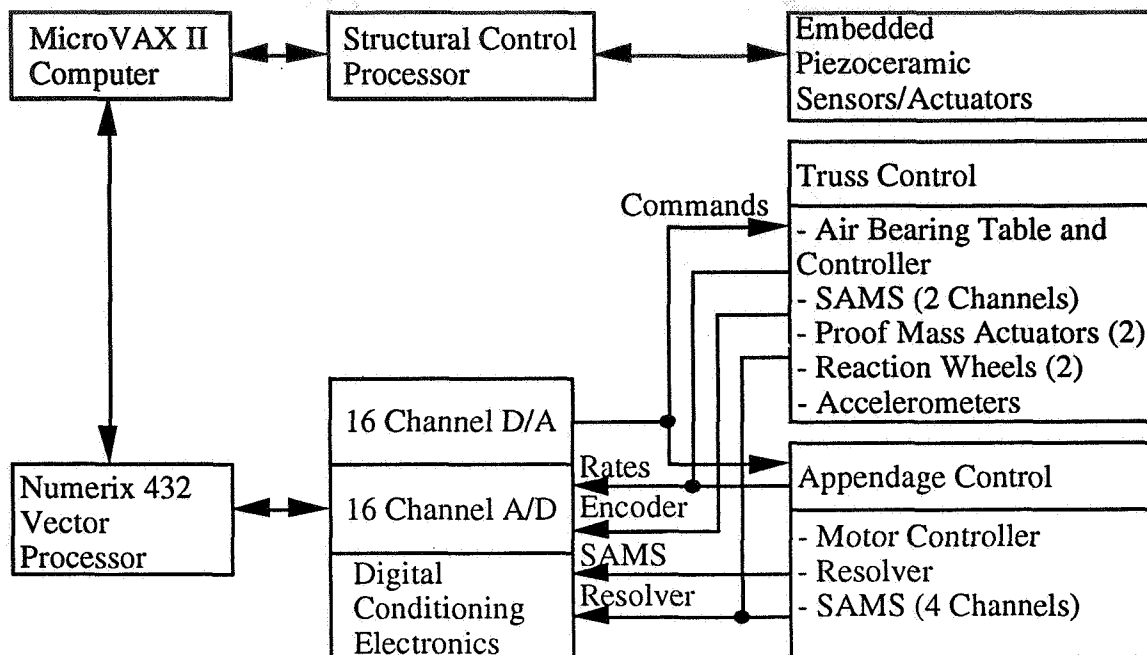 MicroVAX II
Computer
Structural Control
Processor
Embedded
Piezoceramic
Sensors/Actuators
Truss Control
Commands
- Air Bearing Table and
Controller
- SAMS (2 Channels)
- Proof Mass Actuators (2)
- Reaction Wheels (2)
- Accelerometers
16 Channel D/A
Numerix 432
Vector
Processor
16 Channel A/D
Digital
Conditioning
Electronics
Rates
Encoder
SAMS
Resolver
Appendage Control
- Motor Controller
- Resolver
- SAMS (4 Channels)